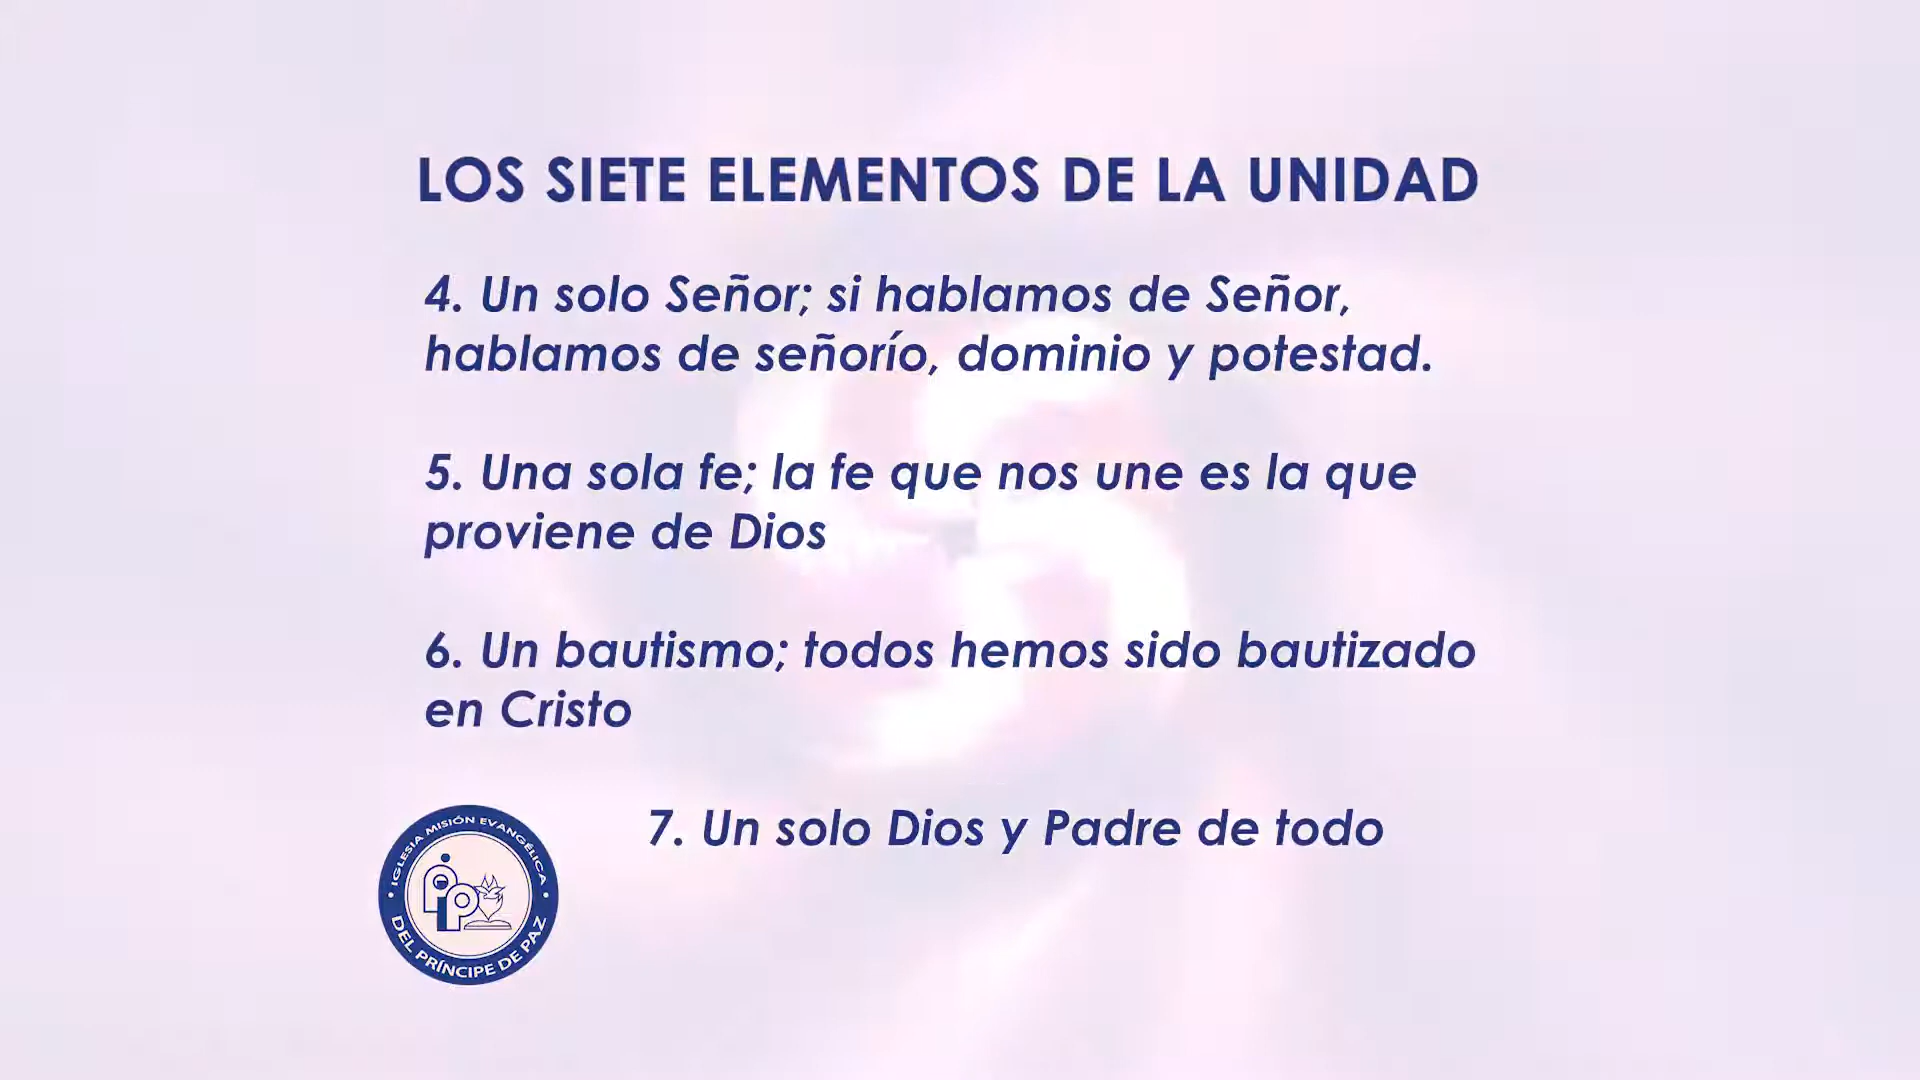 LOS SIETE ELEMENTOS DE LA UNIDAD
4. Un solo Señor; si hablamos de Señor,
hablamos de señorío, dominio y potestad.
5. Una sola fe; la fe que nos une es la que
proviene de Dios
6. Un bautismo; todos hemos sido bautizado
en Cristo
7. Un solo Dios y Padre de todo
IGLESIA MISIÓN EVANGÉLICA
DEL PRÍNCIPE DE PAZ